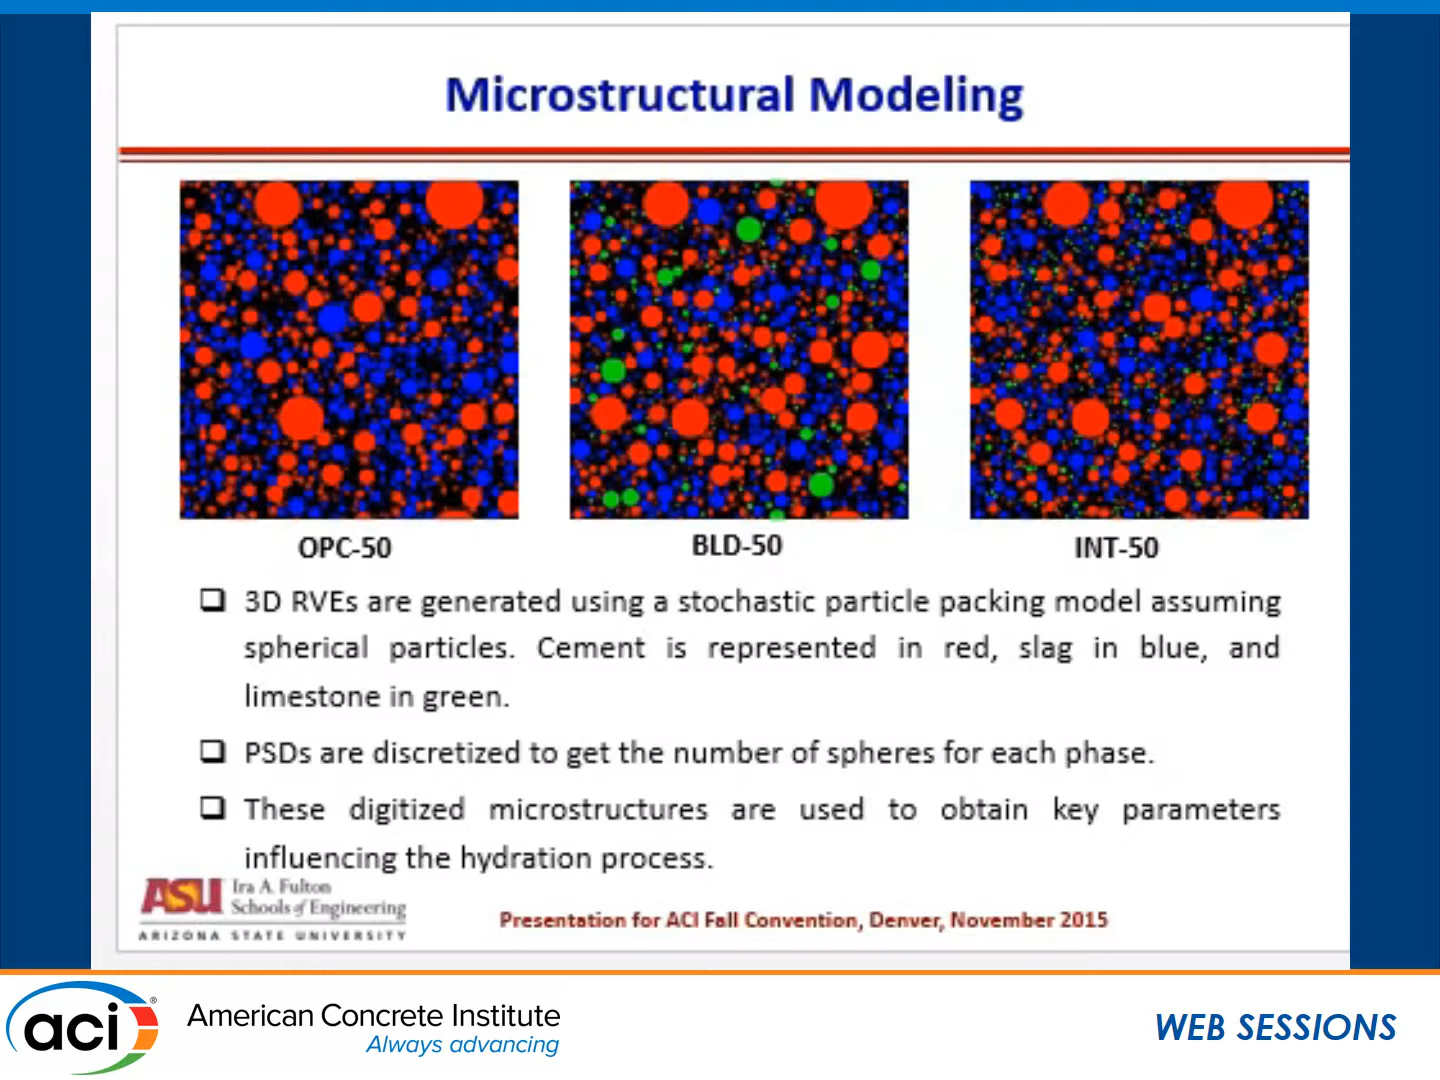 Microstructural Modeling
OPC-50
BLD-50
INT-50
3D RVEs are generated using a stochastic particle packing model assuming
spherical particles. Cement is represented in red, slag in blue, and
limestone in green.
PSDs are discretized to get the number of spheres for each phase.
These digitized microstructures are used to obtain key parameters
influencing the hydration process.
ASU Ira A. Fulton
Schools of Engineering
ARIZONA STATE UNIVERSITY
Presentation for ACI Fall Convention, Denver, November 2015
aci®
American Concrete Institute
Always advancing
WEB SESSIONS